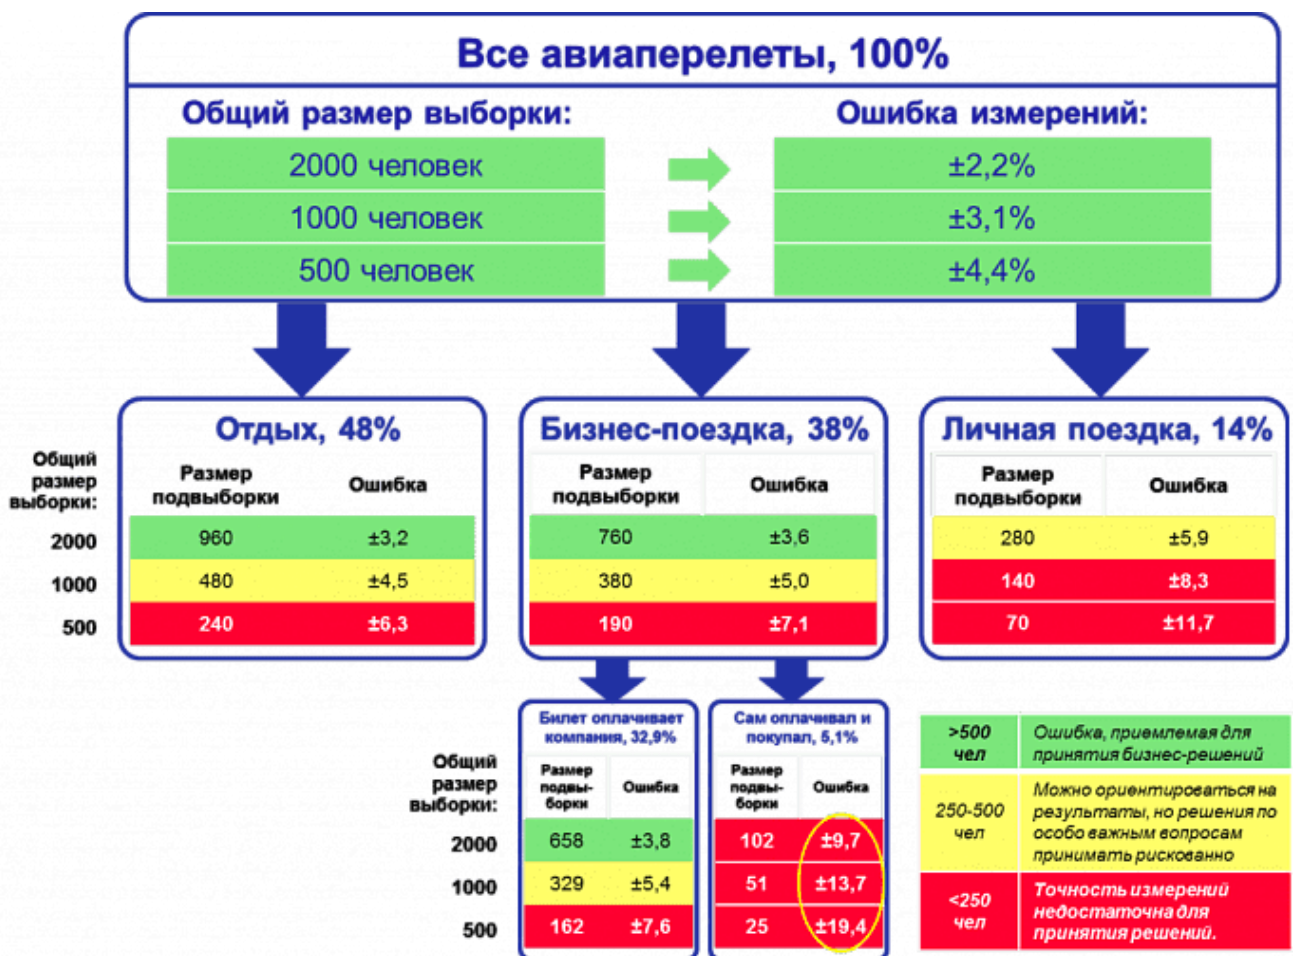 Все авиаперелеты, 100%
Общий размер выборки: Ошибка измерений:
2000 человек ±2,2%
1000 человек ±3,1%
500 человек ±4,4%
Отдых, 48%
Общий
размер
выборки:
Размер
подвыборки
Ошибка
2000 960 ±3,2
1000 480 ±4,5
500 240 ±6,3
Бизнес-поездка, 38%
Размер
подвыборки
Ошибка
760 ±3,6
380 ±5,0
190 ±7,1
Личная поездка, 14%
Размер
подвыборки
Ошибка
280 ±5,9
140 ±8,3
70 ±11,7
Билет оплачивает
компания, 32,9%
Общий
размер
выборки:
Размер
подвы-
борки
Ошибка
2000 658 ±3,8
1000 329 ±5,4
500 162 ±7,6
Сам оплачивал и
покупал, 5,1%
Размер
подвы-
борки
Ошибка
102 ±9,7
51 ±13,7
25 ±19,4
>500
чел
Ошибка, приемлемая для
принятия бизнес-решений
250-500
чел
Можно ориентироваться на
результаты, но решения по
особо важным вопросам
принимать рискованно
<250
чел
Точность измерений
недостаточна для
принятия решений.